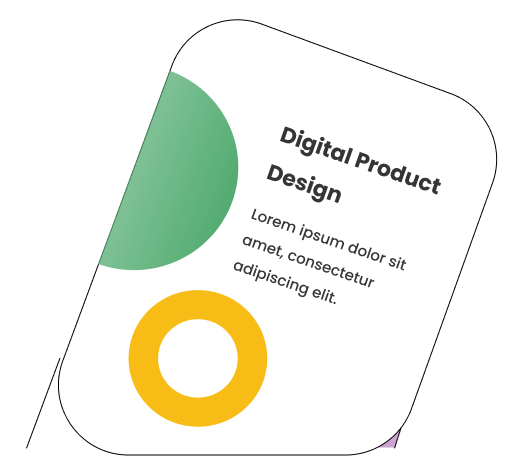 Digital Product
Design
Lorem ipsum dolor sit
amet, consectetur
adipiscing elit.